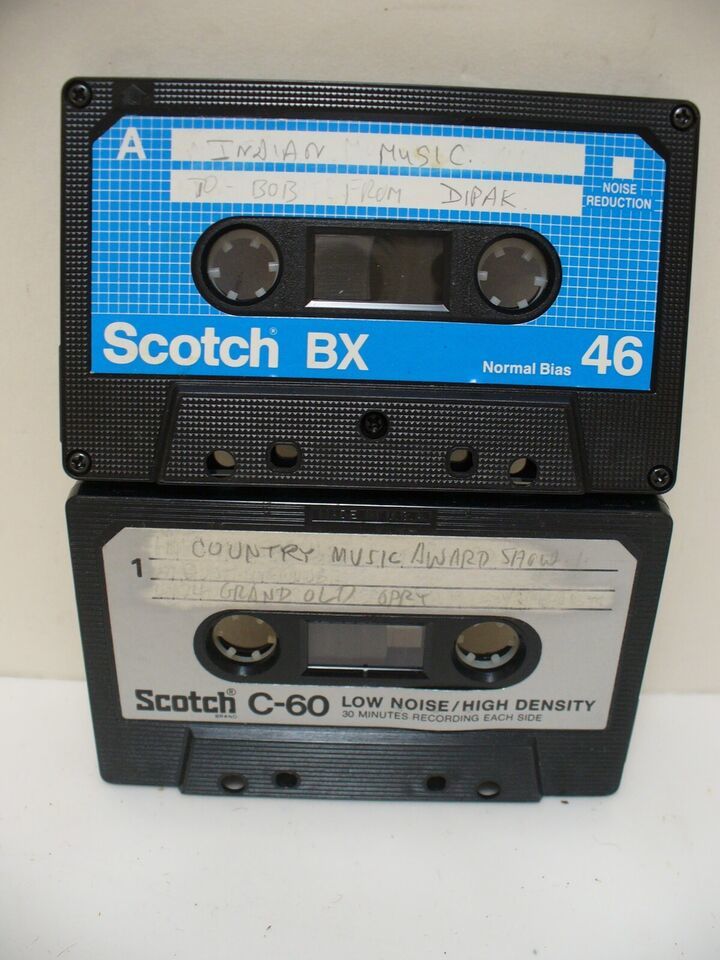 A
INDIAN MUSIC.
TO - BOB FROM DIPAK
NOISE
REDUCTION
Scotch® BX
Normal Bias 46
COUNTRY MUSIC AWARD SHOW
1
GRAND OLD OPRY
Scotch® C-60 LOW NOISE/HIGH DENSITY
BRAND 30 MINUTES RECORDING EACH SIDE